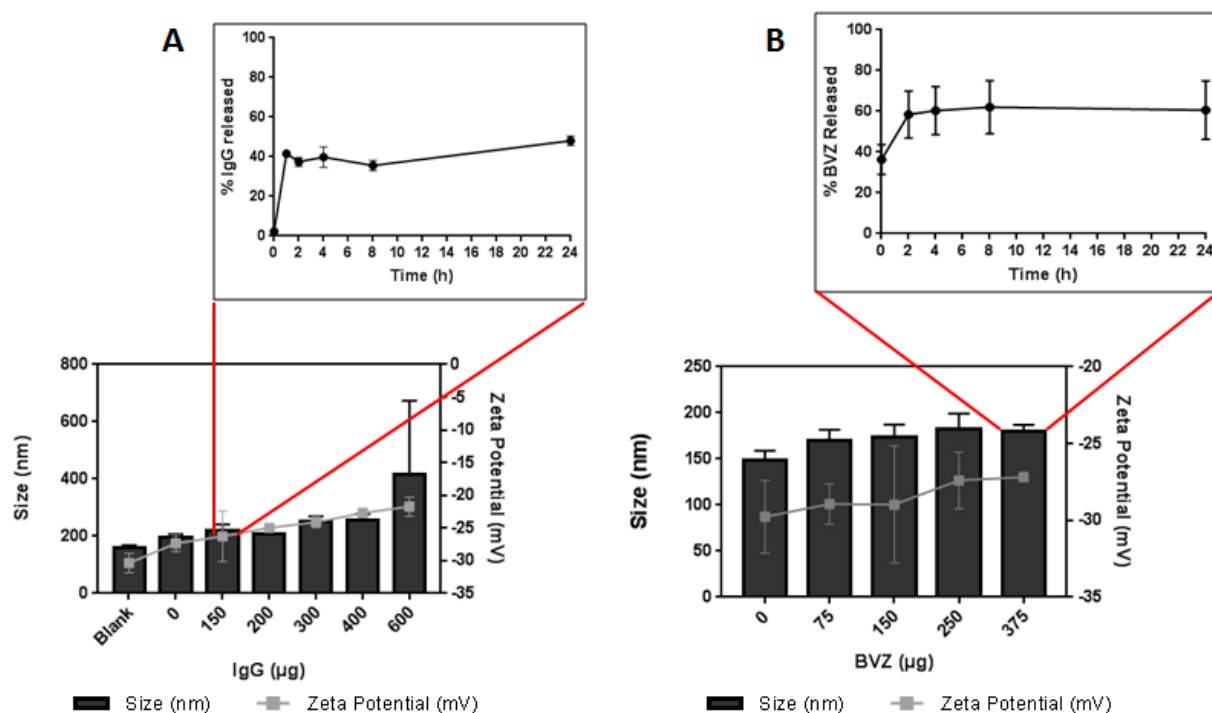 A
% IgG released
100
80
60
40
20
0
0 2 4 6 8 10 12 14 16 18 20 22 24
Time (h)
B
% BVZ Released
100
80
60
40
20
0
0 2 4 6 8 10 12 14 16 18 20 22 24
Time (h)
Size (nm)
800
600
400
200
0
0
-5
-10
-15
-20
-25
-30
-35
Zeta Potential (mV)
Blank 0 150 200 300 400 600
IgG (µg)
Size (nm) Zeta Potential (mV)
Size (nm)
250
200
150
100
50
0
-20
-25
-30
-35
Zeta Potential (mV)
0 75 150 250 375
BVZ (µg)
Size (nm) Zeta Potential (mV)